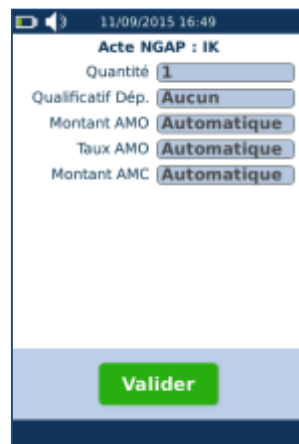 11/09/2015 16:49
Acte NGAP : IK
Quantité 1
Qualificatif Dép. Aucun
Montant AMO Automatique
Taux AMO Automatique
Montant AMC Automatique
Valider